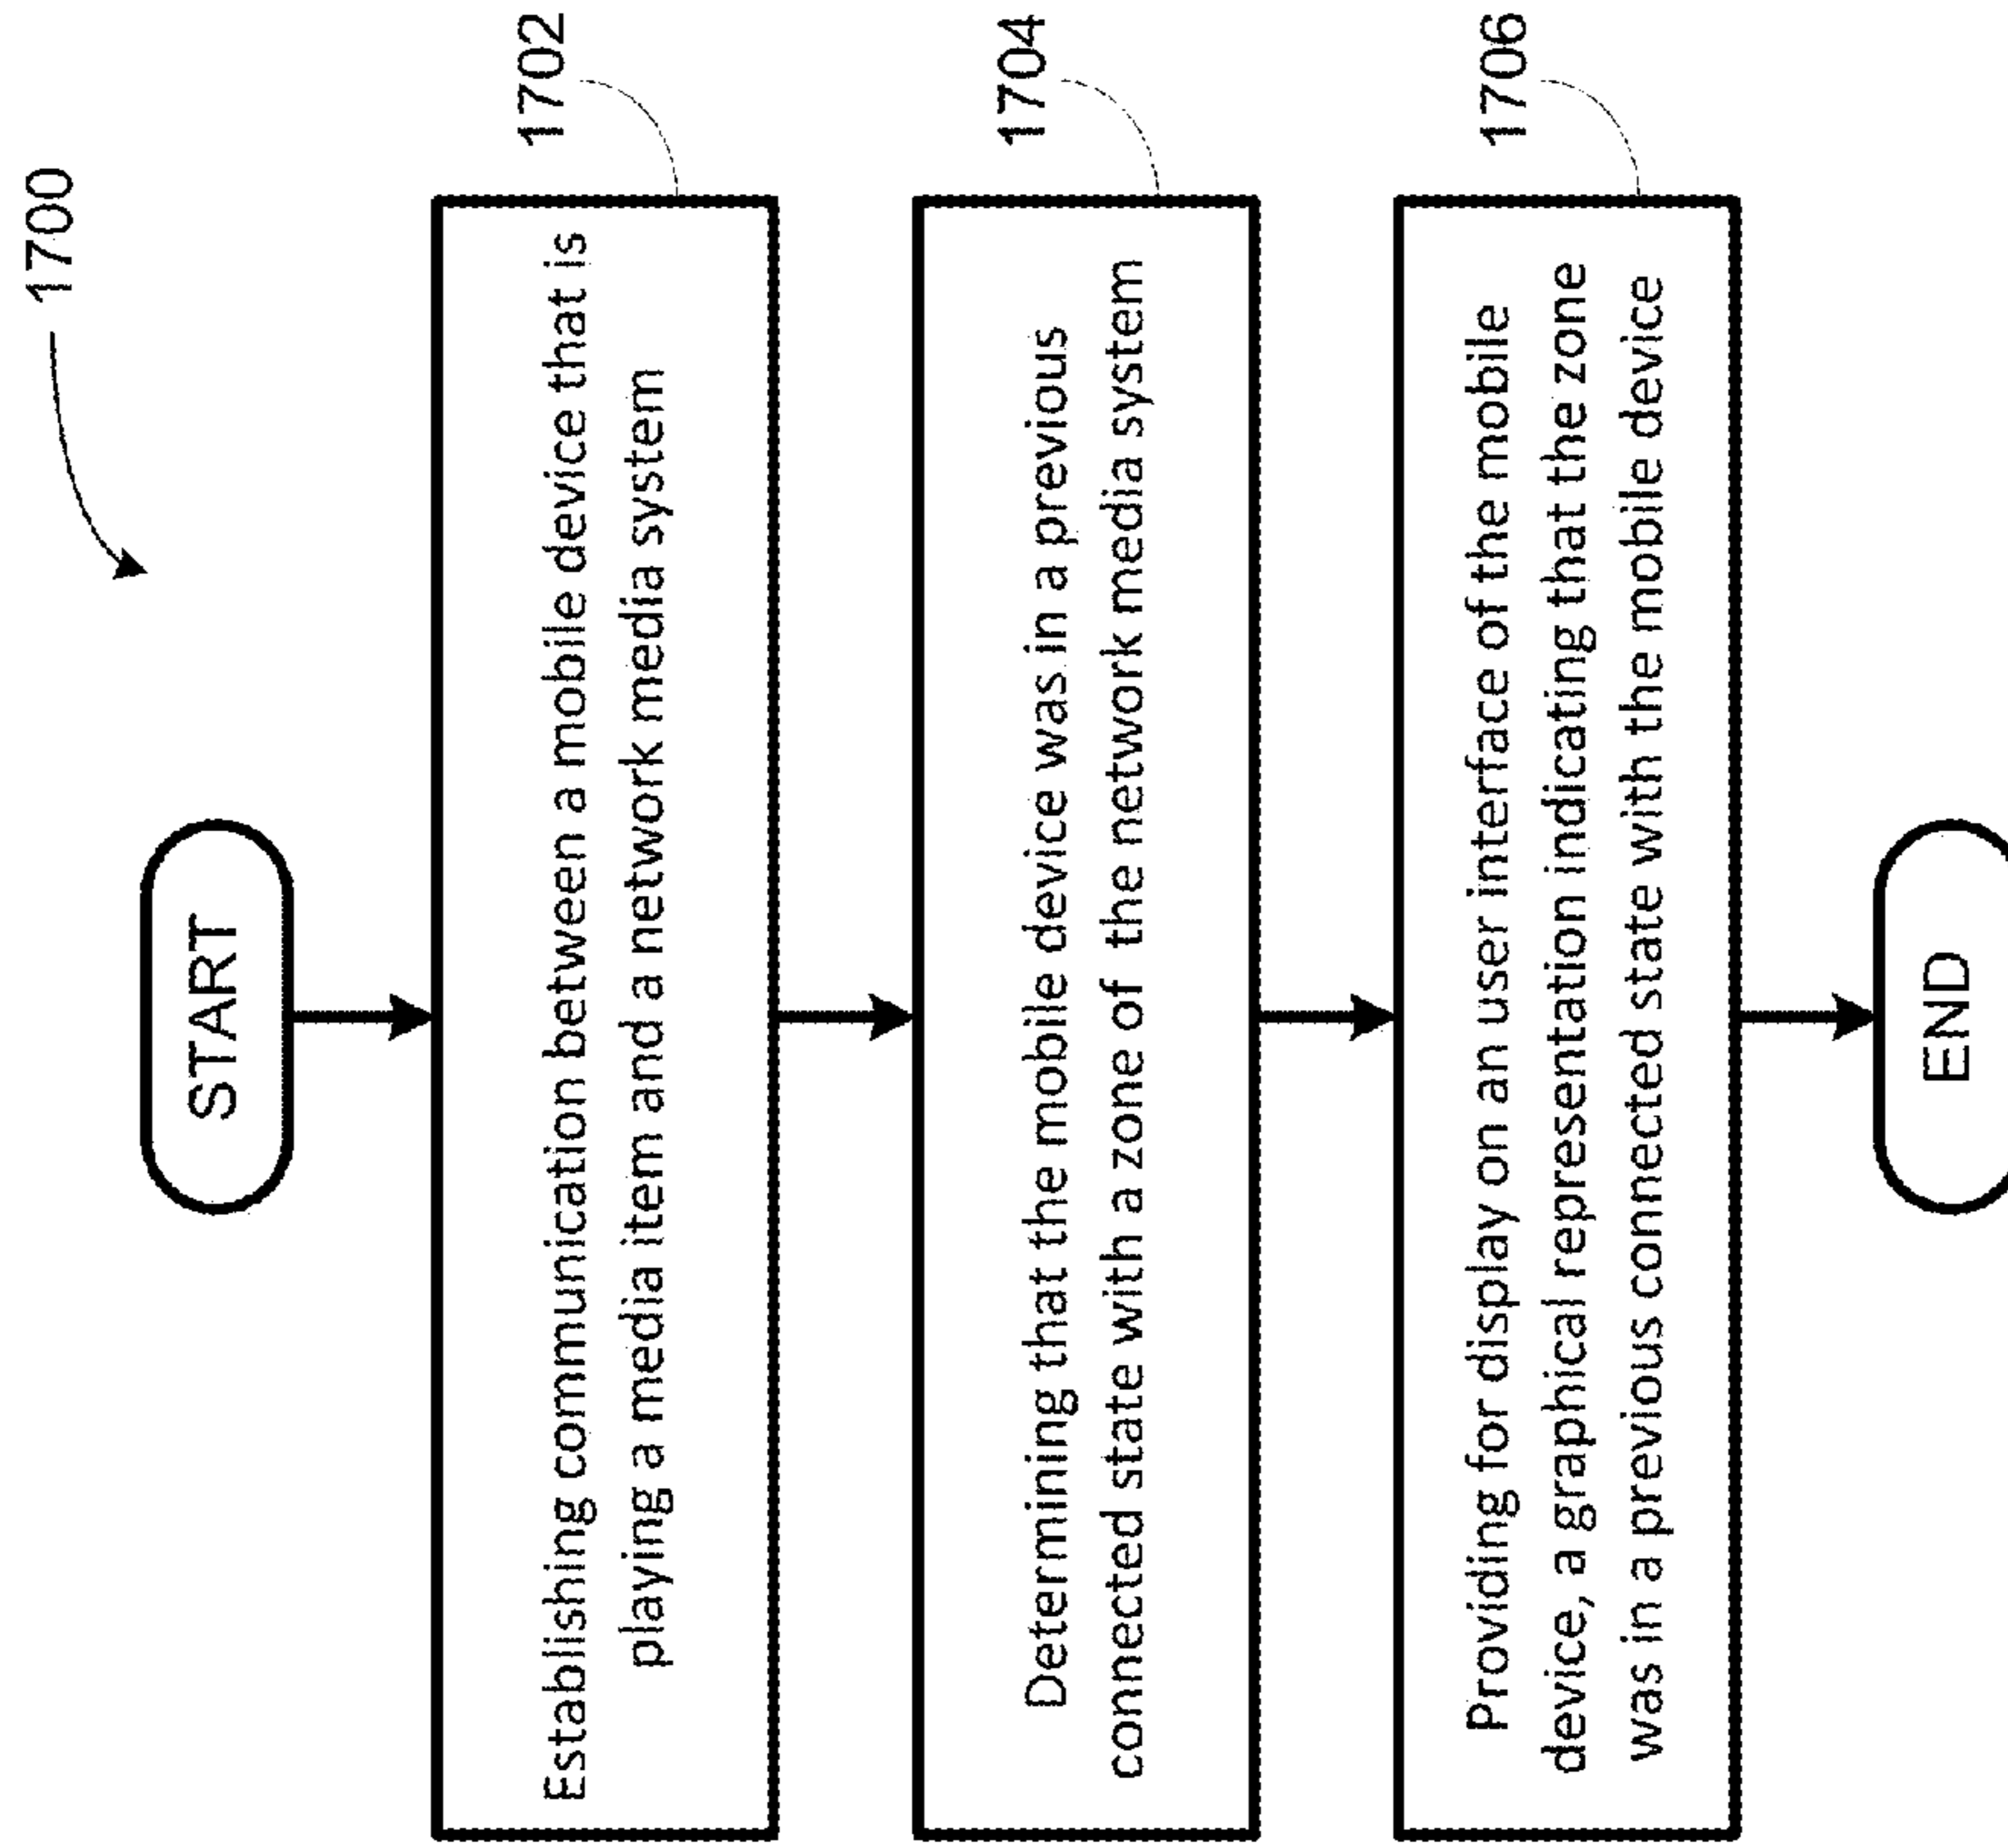 1700
START
Establishing communication between a mobile device that is
playing a media item and a network media system
1702
Determining that the mobile device was in a previous
connected state with a zone of the network media system
1704
Providing for display on an user interface of the mobile
device, a graphical representation indicating that the zone
was in a previous connected state with the mobile device
1706
END